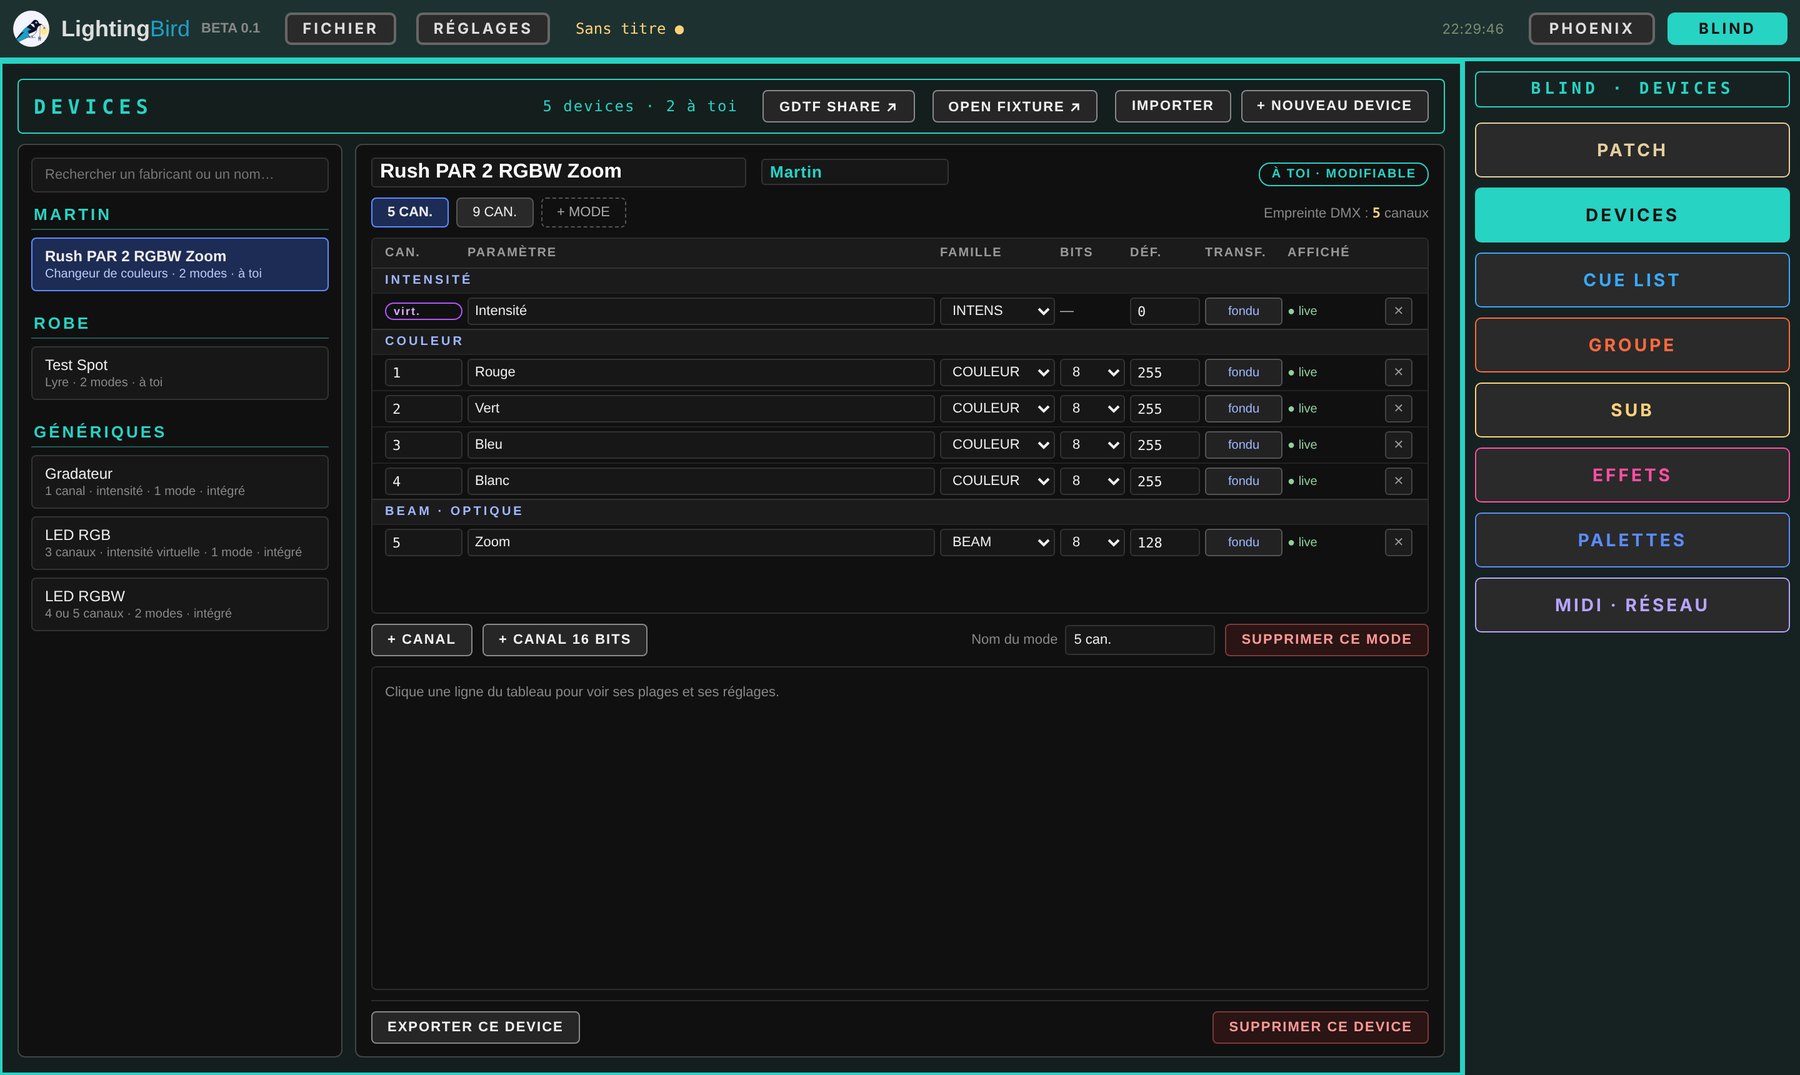 LightingBird BETA 0.1 FICHIER RÉGLAGES Sans titre ● 22:29:46 PHOENIX BLIND
DEVICES 5 devices · 2 à toi GDTF SHARE ↗ OPEN FIXTURE ↗ IMPORTER + NOUVEAU DEVICE
Rechercher un fabricant ou un nom…
MARTIN
Rush PAR 2 RGBW Zoom
Changeur de couleurs · 2 modes · à toi
ROBE
Test Spot
Lyre · 2 modes · à toi
GÉNÉRIQUES
Gradateur
1 canal · intensité · 1 mode · intégré
LED RGB
3 canaux · intensité virtuelle · 1 mode · intégré
LED RGBW
4 ou 5 canaux · 2 modes · intégré
Rush PAR 2 RGBW Zoom Martin À TOI · MODIFIABLE
5 CAN. 9 CAN. + MODE Empreinte DMX : 5 canaux
CAN. PARAMÈTRE FAMILLE BITS DÉF. TRANSF. AFFICHÉ
INTENSITÉ
virt. Intensité INTENS — 0 fondu ● live ×
COULEUR
1 Rouge COULEUR 8 255 fondu ● live ×
2 Vert COULEUR 8 255 fondu ● live ×
3 Bleu COULEUR 8 255 fondu ● live ×
4 Blanc COULEUR 8 255 fondu ● live ×
BEAM · OPTIQUE
5 Zoom BEAM 8 128 fondu ● live ×
+ CANAL + CANAL 16 BITS Nom du mode 5 can. SUPPRIMER CE MODE
Clique une ligne du tableau pour voir ses plages et ses réglages.
EXPORTER CE DEVICE SUPPRIMER CE DEVICE
BLIND · DEVICES
PATCH
DEVICES
CUE LIST
GROUPE
SUB
EFFETS
PALETTES
MIDI · RÉSEAU